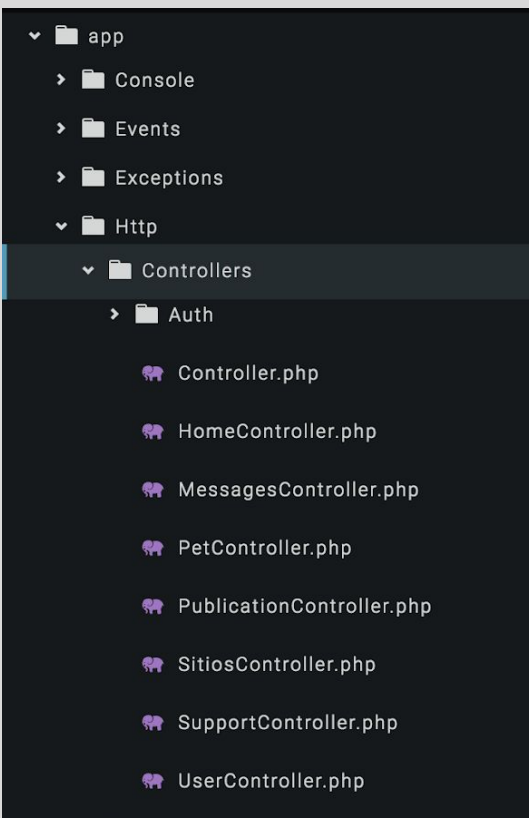 app
Console
Events
Exceptions
Http
Controllers
Auth
Controller.php
HomeController.php
MessagesController.php
PetController.php
PublicationController.php
SitiosController.php
SupportController.php
UserController.php